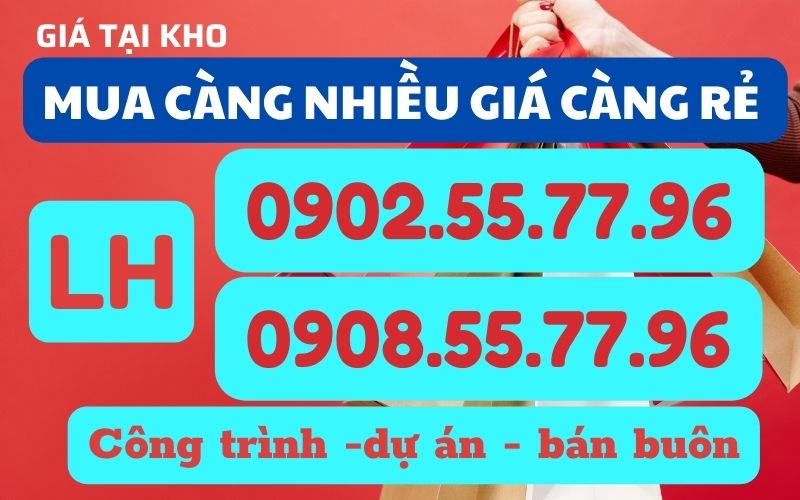 GIÁ TẠI KHO
MUA CÀNG NHIỀU GIÁ CÀNG RẺ
LH
0902.55.77.96
0908.55.77.96
Công trình -dự án - bán buôn